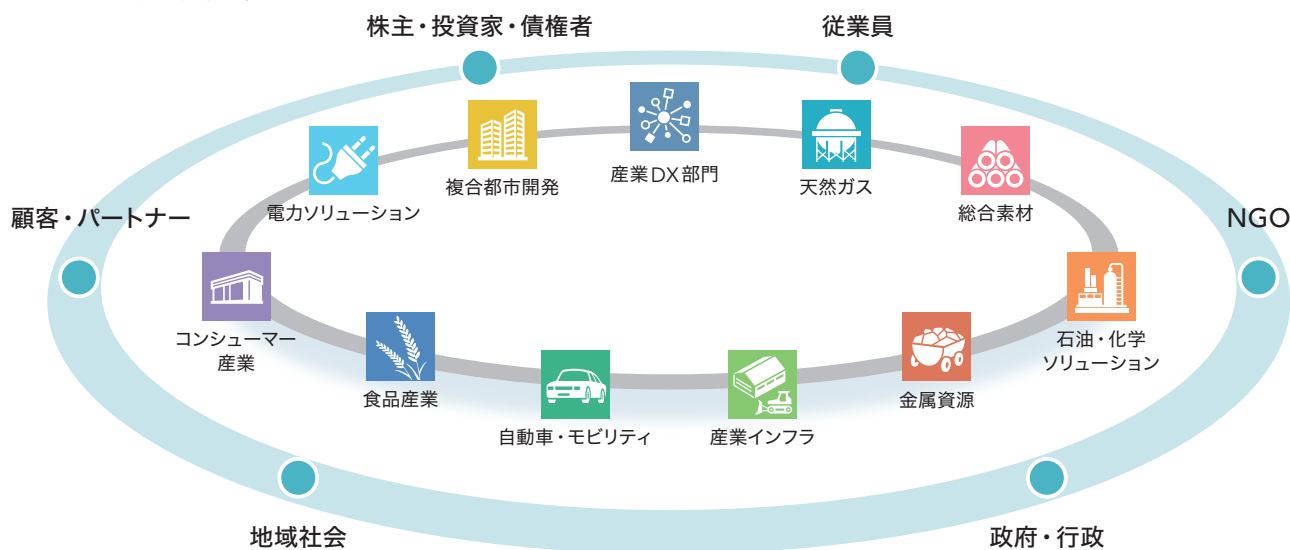 株主・投資家・債権者
従業員
産業DX部門
複合都市開発
天然ガス
電力ソリューション
総合素材
顧客・パートナー
NGO
コンシューマー
産業
石油・化学
ソリューション
食品産業
金属資源
自動車・モビリティ
産業インフラ
地域社会
政府・行政